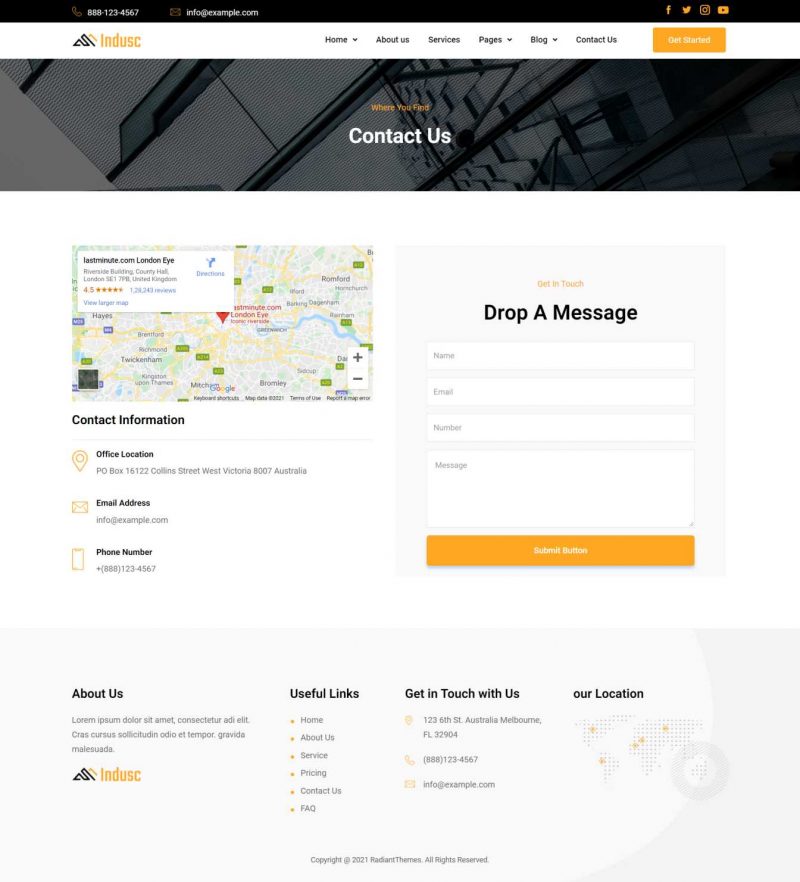 888-123-4567
info@example.com
Indusc
Home
About us
Services
Pages
Blog
Contact Us
Get Started
Where You Find
Contact Us
lastminute.com London Eye
Riverside Building, County Hall,
London SE1 7PB, United Kingdom
4.5
1,28,243 reviews
View larger map
Directions
Romford
Hornchurch
Ilford
Barking
Dagenham
Rainham
lastminute.com
London Eye
Iconic riverside
GREENWICH
Hayes
Brentford
Richmond
Twickenham
Kingston
upon Thames
Bromley
Sidcup
Google
Keyboard shortcuts
Map data ©2021
Terms of Use
Report a map error
Contact Information
Office Location
PO Box 16122 Collins Street West Victoria 8007 Australia
Email Address
info@example.com
Phone Number
+(888)123-4567
Get In Touch
Drop A Message
Name
Email
Number
Message
Submit Button
About Us
Lorem ipsum dolor sit amet, consectetur adi elit.
Cras cursus sollicitudin odio et tempor. gravida
malesuada.
Indusc
Useful Links
Home
About Us
Service
Pricing
Contact Us
FAQ
Get in Touch with Us
123 6th St. Australia Melbourne,
FL 32904
(888)123-4567
info@example.com
our Location
Copyright @ 2021 RadiantThemes. All Rights Reserved.